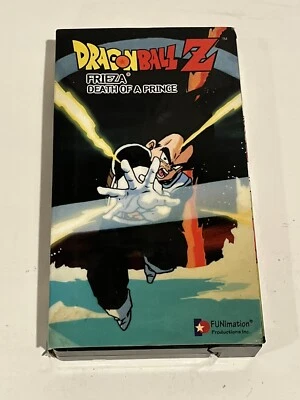 DRAGON BALL Z
FRIEZA®
DEATH OF A PRINCE
FUNimation®
Productions Inc.